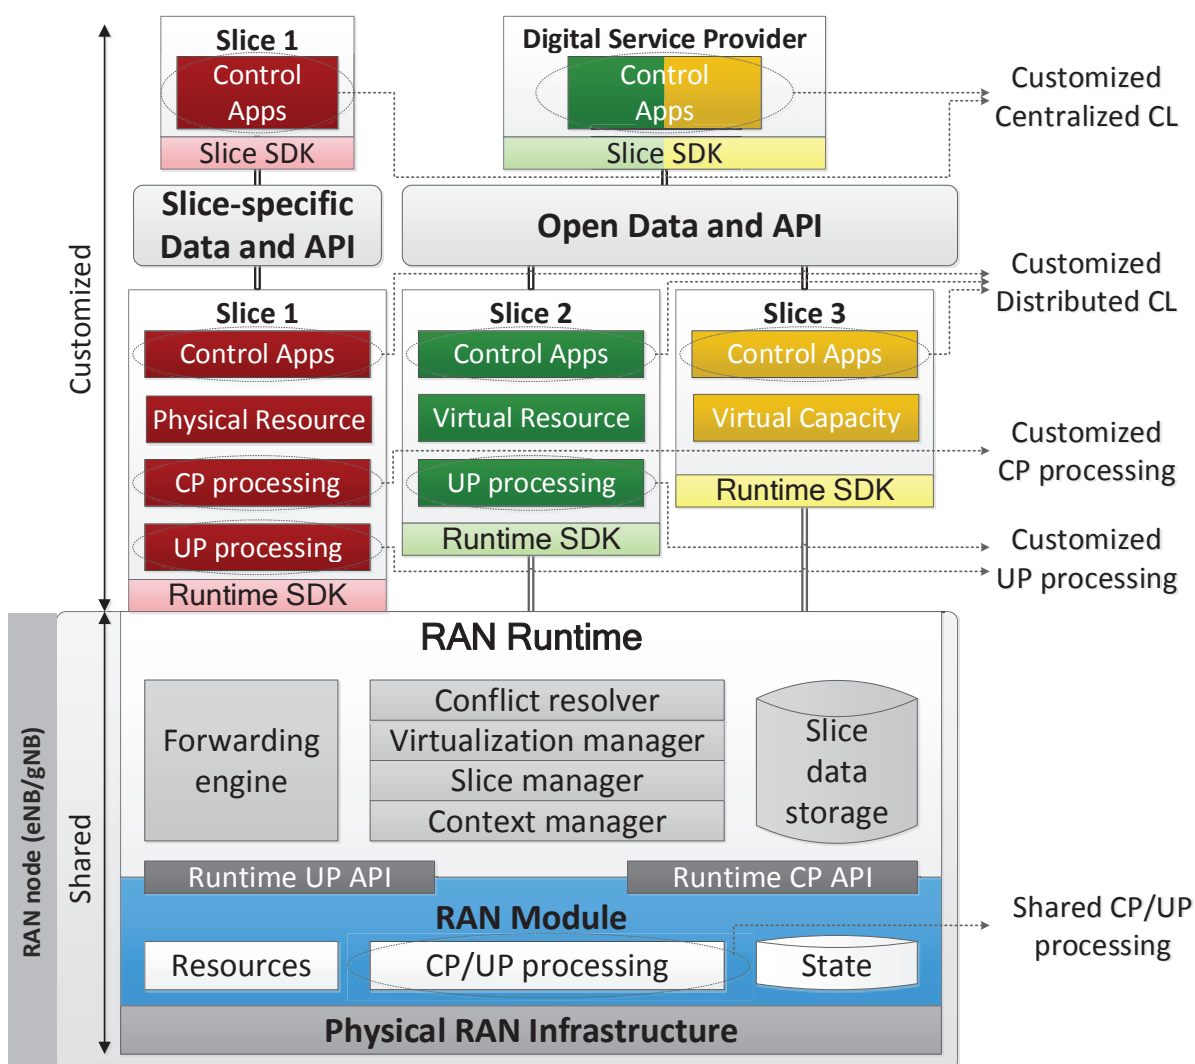 Slice 1
Control
Apps
Slice SDK
Digital Service Provider
Control
Apps
Slice SDK
Customized
Centralized CL
Slice-specific
Data and API
Open Data and API
Customized
Distributed CL
Customized
Slice 1
Control Apps
Physical Resource
CP processing
UP processing
Runtime SDK
Slice 2
Control Apps
Virtual Resource
UP processing
Runtime SDK
Slice 3
Control Apps
Virtual Capacity
Runtime SDK
Customized
CP processing
Customized
UP processing
RAN node (eNB/gNB)
Shared
RAN Runtime
Forwarding
engine
Conflict resolver
Virtualization manager
Slice manager
Context manager
Slice
data
storage
Runtime UP API
Runtime CP API
RAN Module
Resources
CP/UP processing
State
Shared CP/UP
processing
Physical RAN Infrastructure